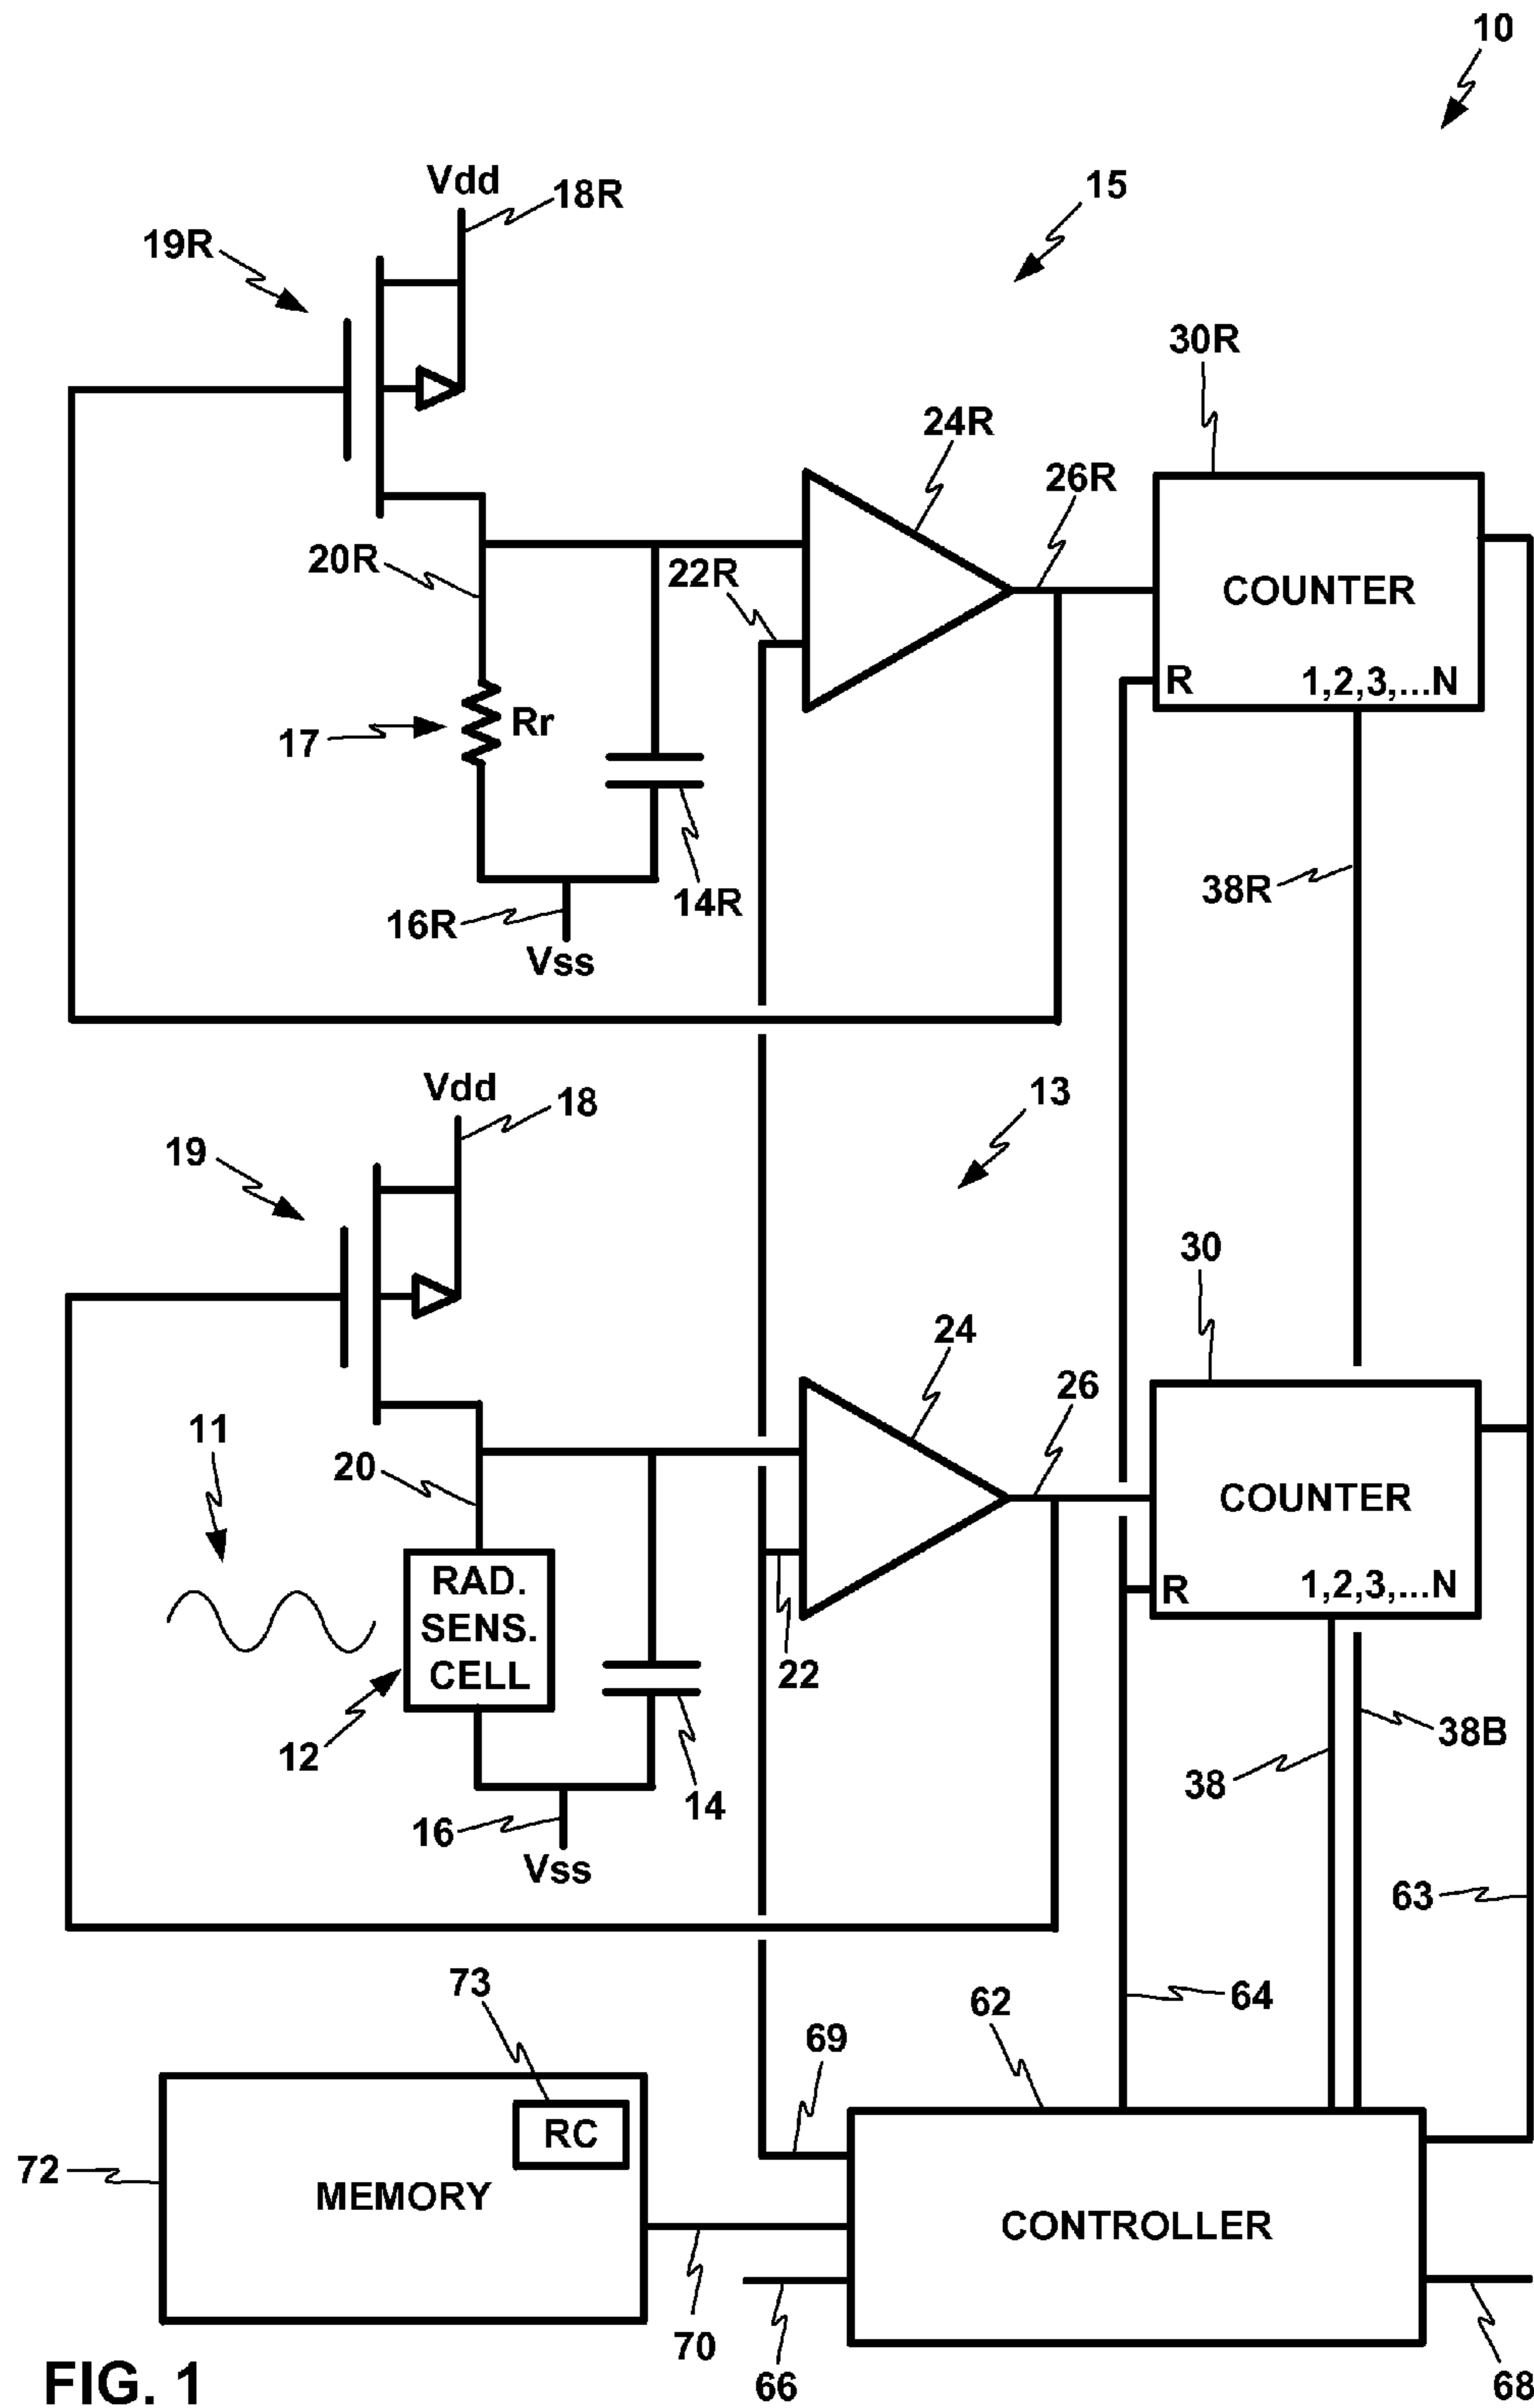 10
Vdd
18R
15
19R
30R
24R
26R
20R
22R
COUNTER
R
1,2,3,...N
Rr
17
38R
14R
16R
Vss
Vdd
18
13
19
30
24
26
11
20
COUNTER
RAD.
SENS.
CELL
R
1,2,3,...N
22
38B
12
38
14
16
Vss
63
73
62
64
69
RC
72
MEMORY
CONTROLLER
70
66
68
FIG. 1